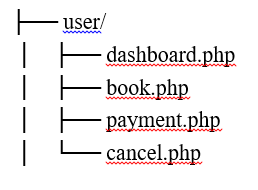 ├── user/
│   ├── dashboard.php
│   ├── book.php
│   ├── payment.php
│   └── cancel.php